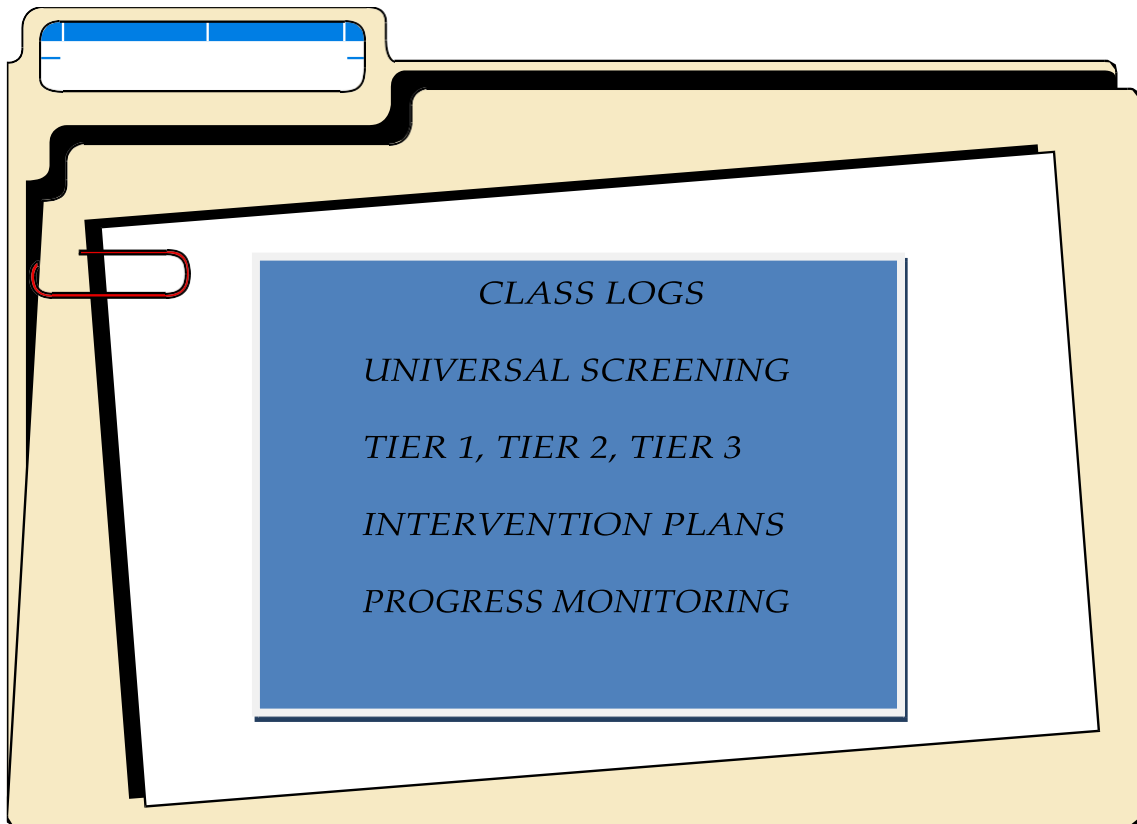 CLASS LOGS
UNIVERSAL SCREENING
TIER 1, TIER 2, TIER 3
INTERVENTION PLANS
PROGRESS MONITORING